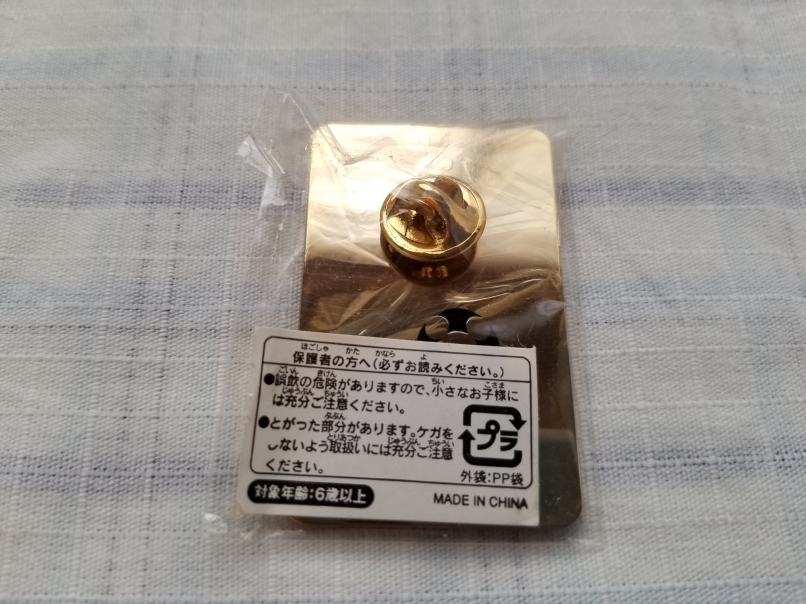 保護者の方へ(必ずお読みください。)
●誤飲の危険がありますので、小さなお子様に
は充分ご注意ください。
●とがった部分があります。ケガを
しないよう取扱いには充分ご注意
ください。
プラ
外袋:PP袋
対象年齢:6歳以上
MADE IN CHINA